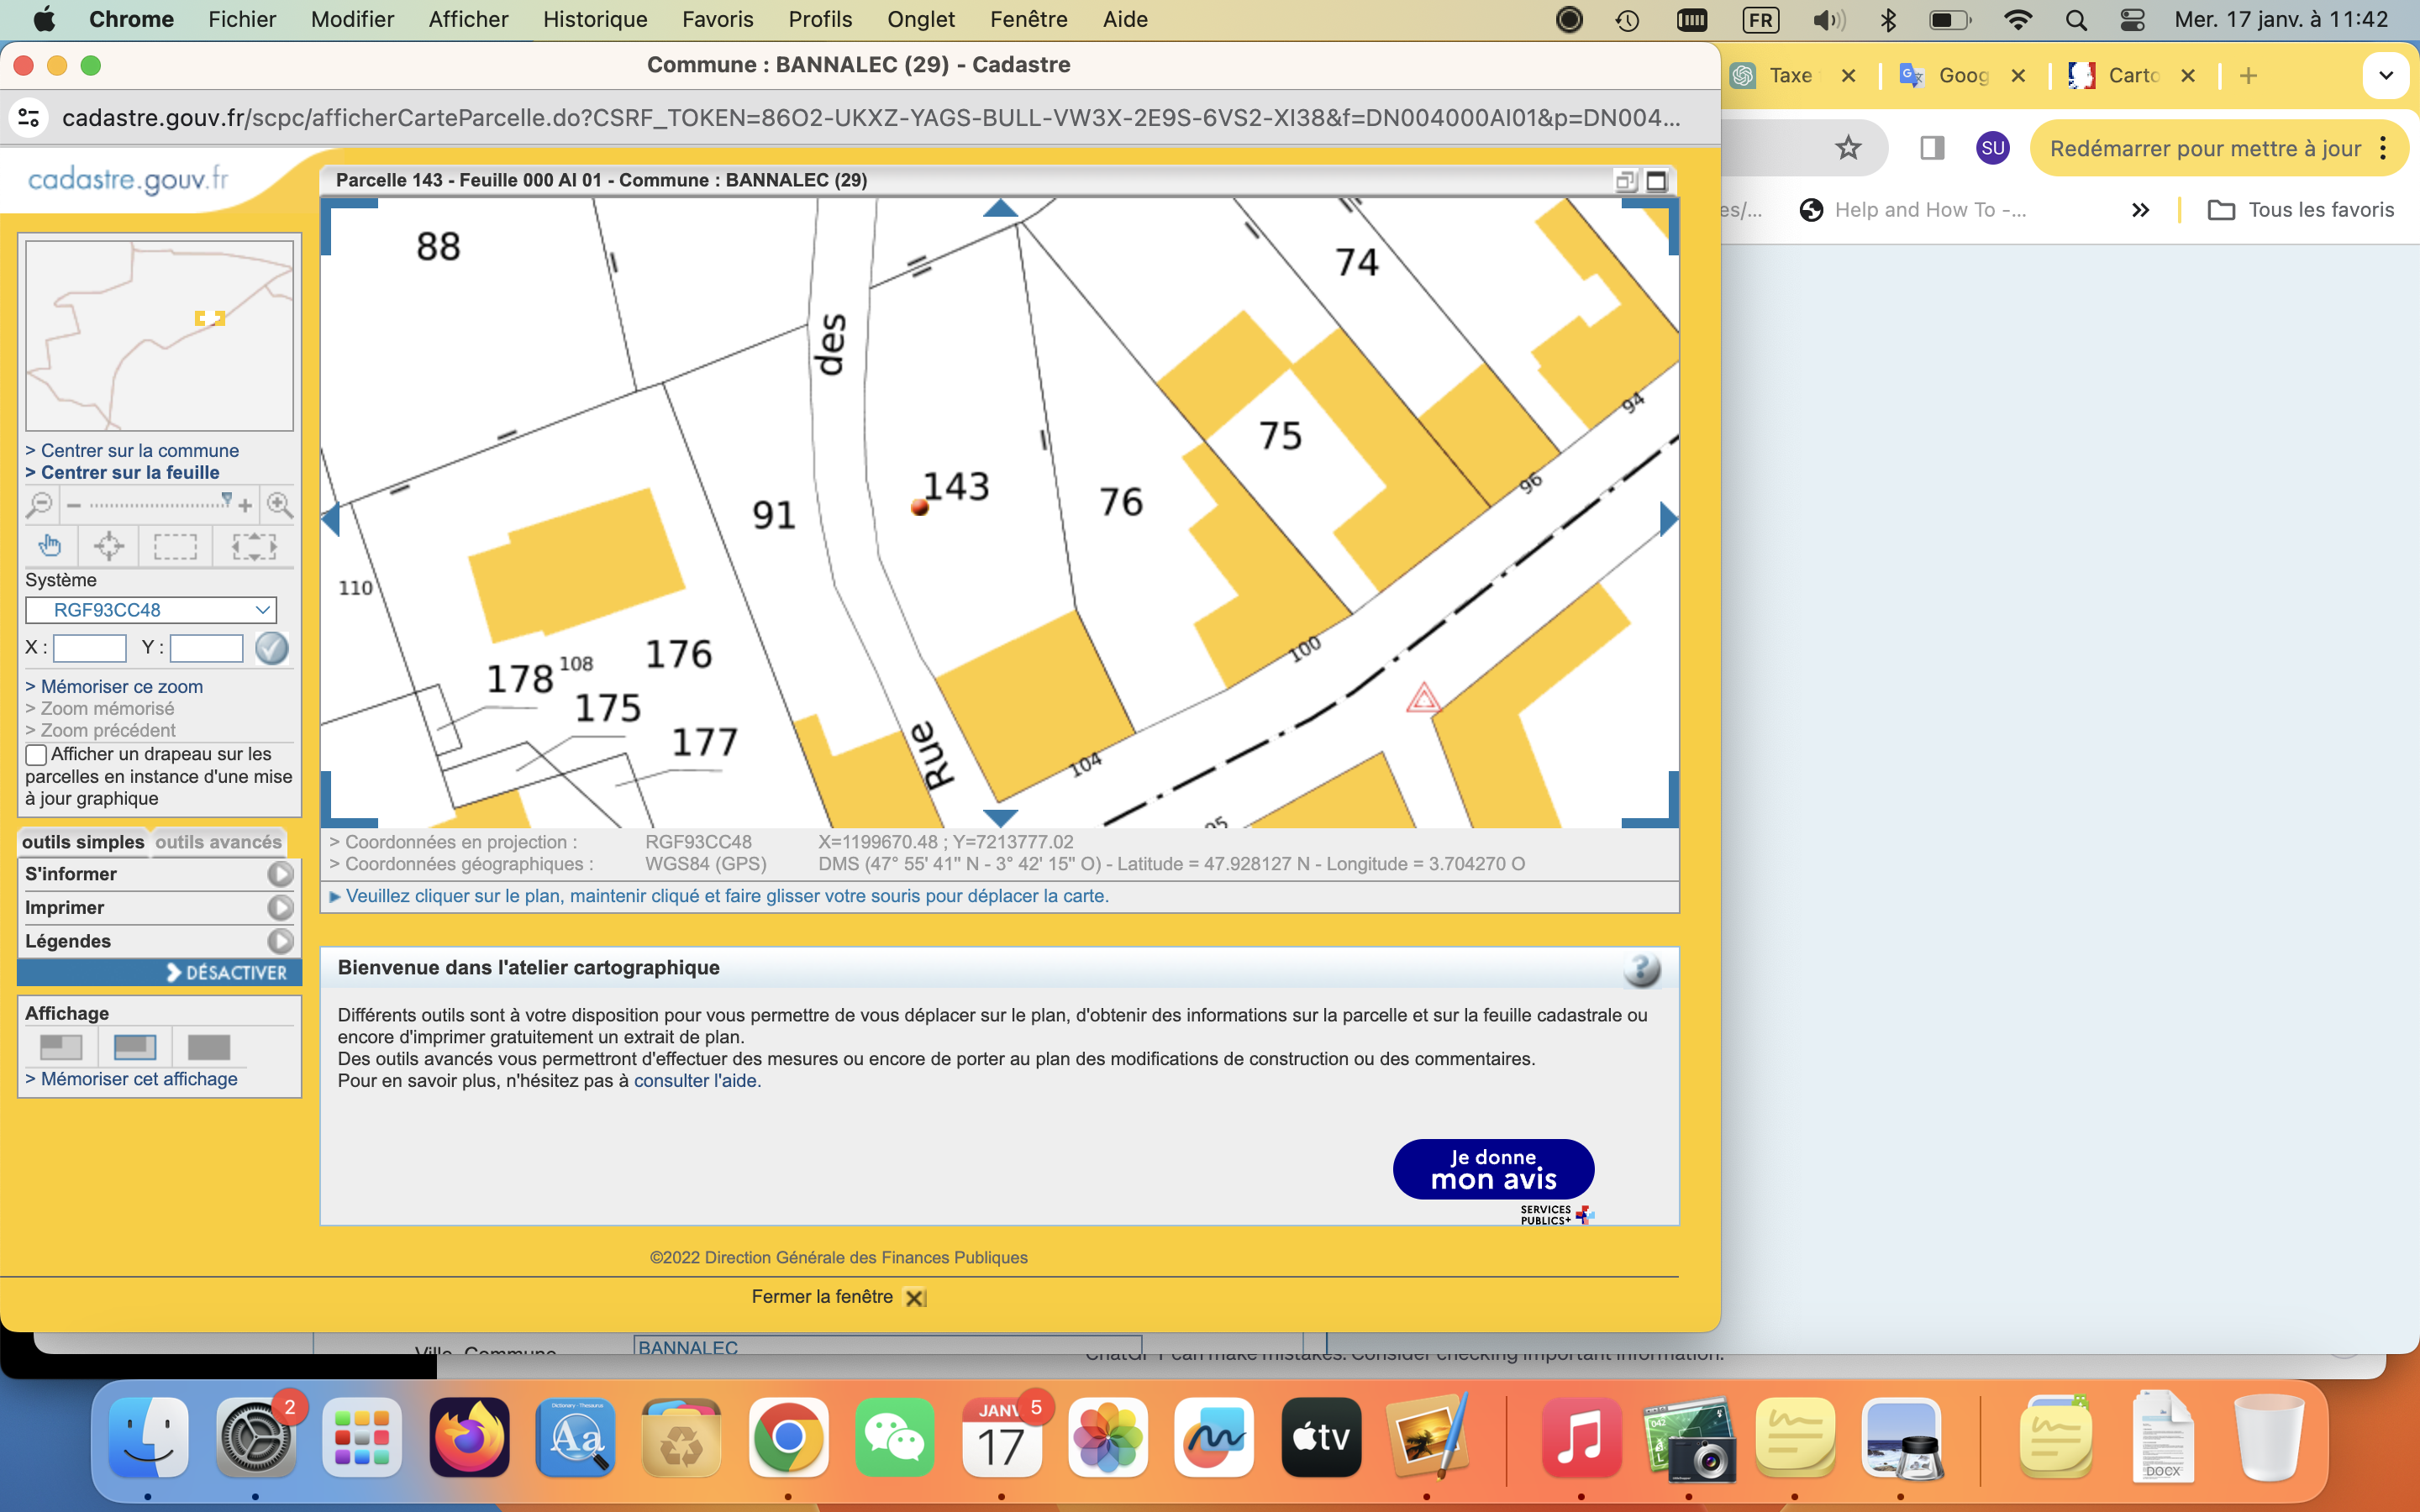 Chrome Fichier Modifier Afficher Historique Favoris Profils Onglet Fenêtre Aide FR Mer. 17 janv. à 11:42
Commune : BANNALEC (29) - Cadastre
Taxe Goog Carto
cadastre.gouv.fr/scpc/afficherCarteParcelle.do?CSRF_TOKEN=86O2-UKXZ-YAGS-BULL-VW3X-2E9S-6VS2-XI38&f=DN004000AI01&p=DN004...
SU Redémarrer pour mettre à jour
es/... Help and How To -... » Tous les favoris
cadastre.gouv.fr
Parcelle 143 - Feuille 000 AI 01 - Commune : BANNALEC (29)
88
74
des
94
75
143
96
91
76
110
100
176
108
178
175
177
Rue
104
95
> Centrer sur la commune
> Centrer sur la feuille
Système
RGF93CC48
X : Y :
> Mémoriser ce zoom
> Zoom mémorisé
> Zoom précédent
Afficher un drapeau sur les
parcelles en instance d'une mise
à jour graphique
outils simples outils avancés
S'informer
Imprimer
Légendes
DÉSACTIVER
Affichage
> Mémoriser cet affichage
> Coordonnées en projection : RGF93CC48 X=1199670.48 ; Y=7213777.02
> Coordonnées géographiques : WGS84 (GPS) DMS (47° 55' 41" N - 3° 42' 15" O) - Latitude = 47.928127 N - Longitude = 3.704270 O
Veuillez cliquer sur le plan, maintenir cliqué et faire glisser votre souris pour déplacer la carte.
Bienvenue dans l'atelier cartographique
?
Différents outils sont à votre disposition pour vous permettre de vous déplacer sur le plan, d'obtenir des informations sur la parcelle et sur la feuille cadastrale ou
encore d'imprimer gratuitement un extrait de plan.
Des outils avancés vous permettront d'effectuer des mesures ou encore de porter au plan des modifications de construction ou des commentaires.
Pour en savoir plus, n'hésitez pas à consulter l'aide.
Je donne
mon avis
SERVICES
PUBLICS+
©2022 Direction Générale des Finances Publiques
Fermer la fenêtre
Ville, Commune BANNALEC
ChatGPT can make mistakes. Consider checking important information.
2
Dictionary - Thesaurus
Aa
JANV 5
17
tv
DOCX